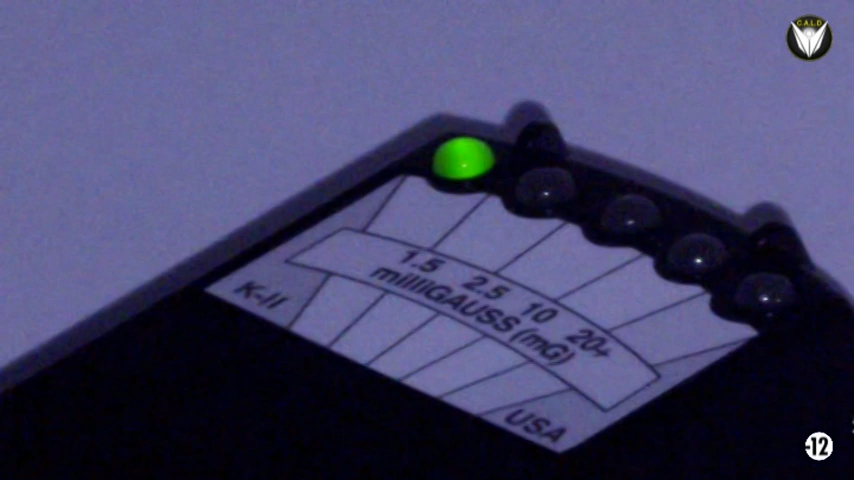 C.A.L.D
1.5 2.5 10 20+
milliGAUSS (mG)
K-II
USA
-12